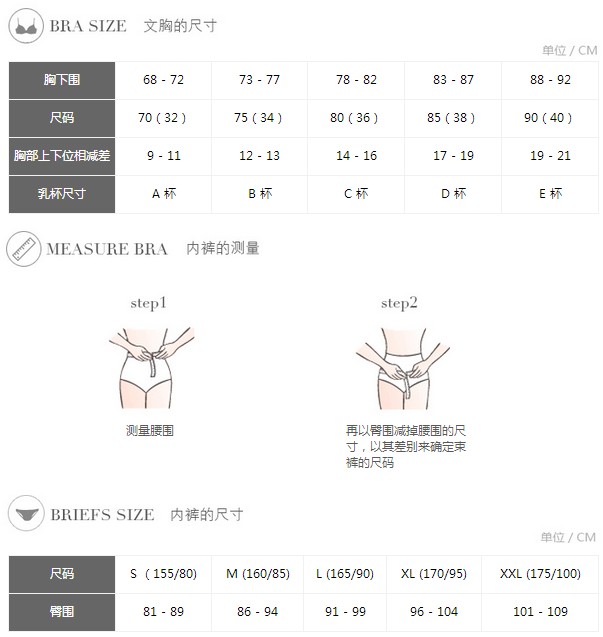 BRA SIZE 文胸的尺寸
单位 / CM
胸下围 68 - 72 73 - 77 78 - 82 83 - 87 88 - 92
尺码 70（32） 75（34） 80（36） 85（38） 90（40）
胸部上下位相减差 9 - 11 12 - 13 14 - 16 17 - 19 19 - 21
乳杯尺寸 A 杯 B 杯 C 杯 D 杯 E 杯
MEASURE BRA 内裤的测量
step1 step2
测量腰围
再以臀围减掉腰围的尺
寸，以其差别来确定束
裤的尺码
BRIEFS SIZE 内裤的尺寸
单位 / CM
尺码 S （155/80) M (160/85) L (165/90) XL (170/95) XXL (175/100)
臀围 81 - 89 86 - 94 91 - 99 96 - 104 101 - 109